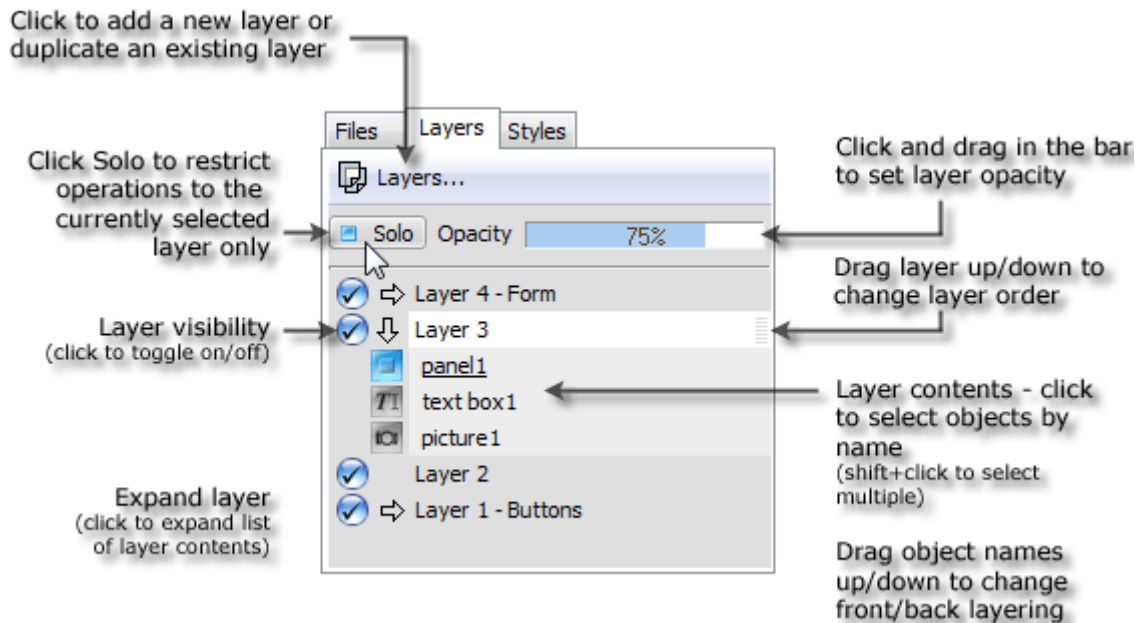 Click to add a new layer or
duplicate an existing layer
Files
Layers
Styles
Layers...
Click Solo to restrict
operations to the
currently selected
layer only
Solo
Opacity
75%
Click and drag in the bar
to set layer opacity
Layer 4 - Form
Drag layer up/down to
change layer order
Layer visibility
(click to toggle on/off)
Layer 3
panel1
text box1
picture1
Layer contents - click
to select objects by
name
(shift+click to select
multiple)
Layer 2
Layer 1 - Buttons
Expand layer
(click to expand list
of layer contents)
Drag object names
up/down to change
front/back layering